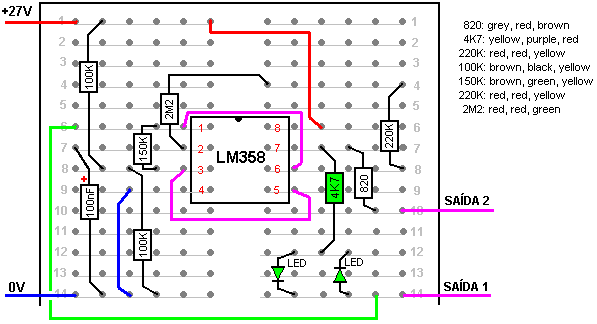 +27V
820: grey, red, brown
4K7: yellow, purple, red
220K: red, red, yellow
100K: brown, black, yellow
150K: brown, green, yellow
220K: red, red, yellow
2M2: red, red, green
1 1
2 2
3 3
4 4
5 5
6 6
7 7
8 8
9 9
10 10
11 11
12 12
13 13
14 14
100K
2M2
150K
220K
1 8
2 7
3 6
4 5
LM358
4K7
820
+
100nF
100K
SAÍDA 2
LED
LED
0V
SAÍDA 1